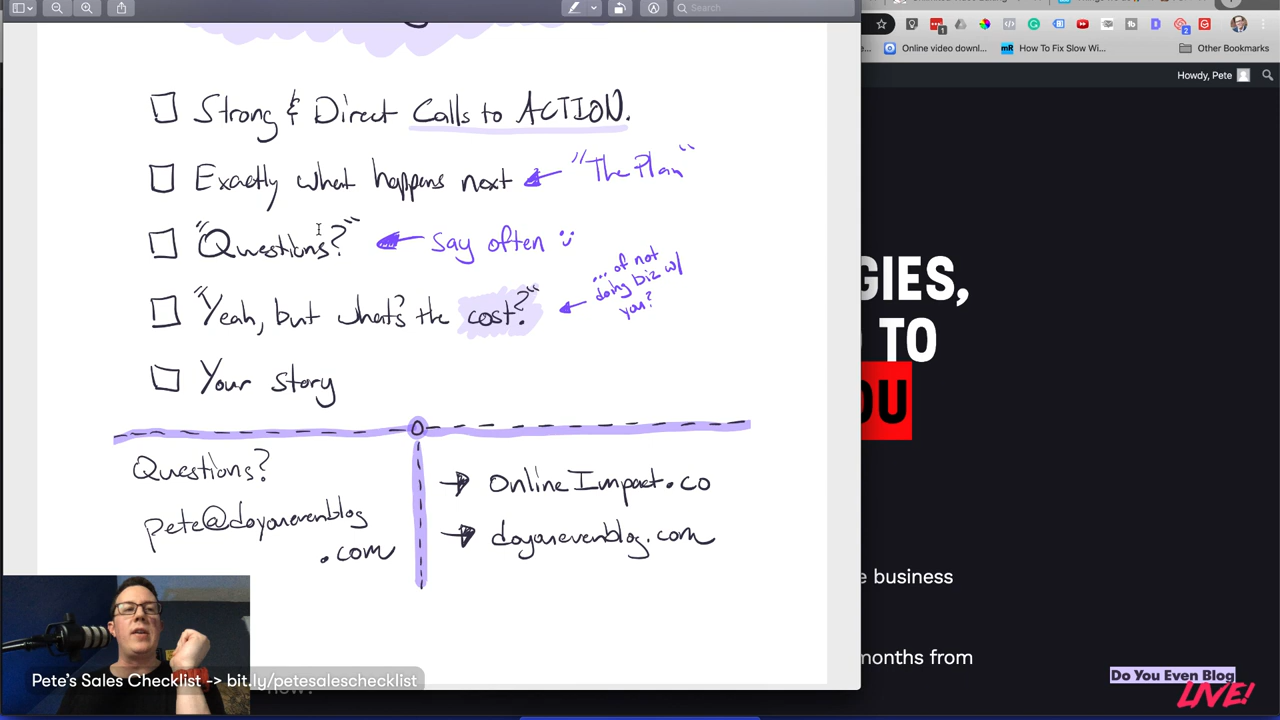 Search
Online video downl...
mR How To Fix Slow Wi...
Other Bookmarks
Howdy, Pete
Strong & Direct Calls to ACTION.
Exactly what happens next
"The Plan"
"Questions?"
Say often
"Yeah, but what's the cost?"
... of not
doing biz w/
you?
Your story
Questions?
pete@doyouevenblog
.com
OnlineImpact.co
doyouevenblog.com
GIES,
TO
OU
e business
months from
now?
Pete's Sales Checklist -> bit.ly/petesaleschecklist
Do You Even Blog
LIVE!